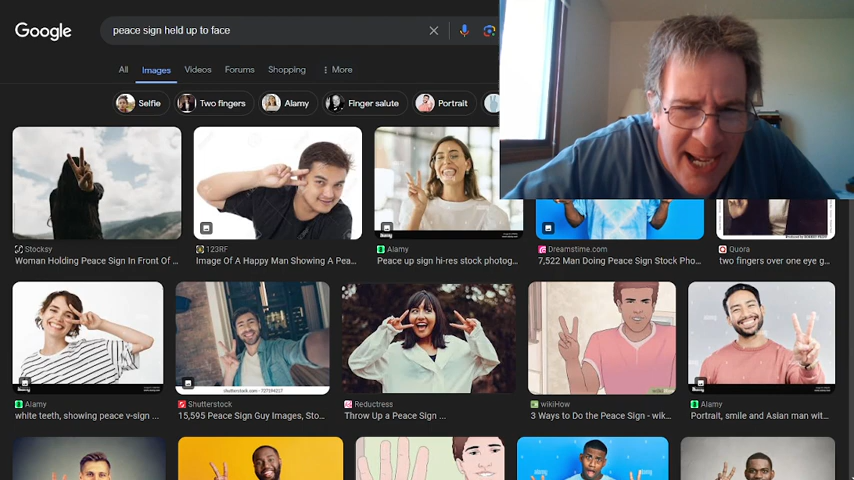 Google
peace sign held up to face
All Images Videos Forums Shopping More
Selfie Two fingers Alamy Finger salute Portrait
Stocksy
Woman Holding Peace Sign In Front Of ...
123RF
Image Of A Happy Man Showing A Pea...
Alamy
Peace up sign hi-res stock photog...
Dreamstime.com
7,522 Man Doing Peace Sign Stock Pho...
Quora
two fingers over one eye g...
Alamy
white teeth, showing peace v-sign ...
Shutterstock
15,595 Peace Sign Guy Images, Sto...
Reductress
Throw Up a Peace Sign ...
wikiHow
3 Ways to Do the Peace Sign - wik...
Alamy
Portrait, smile and Asian man wit...